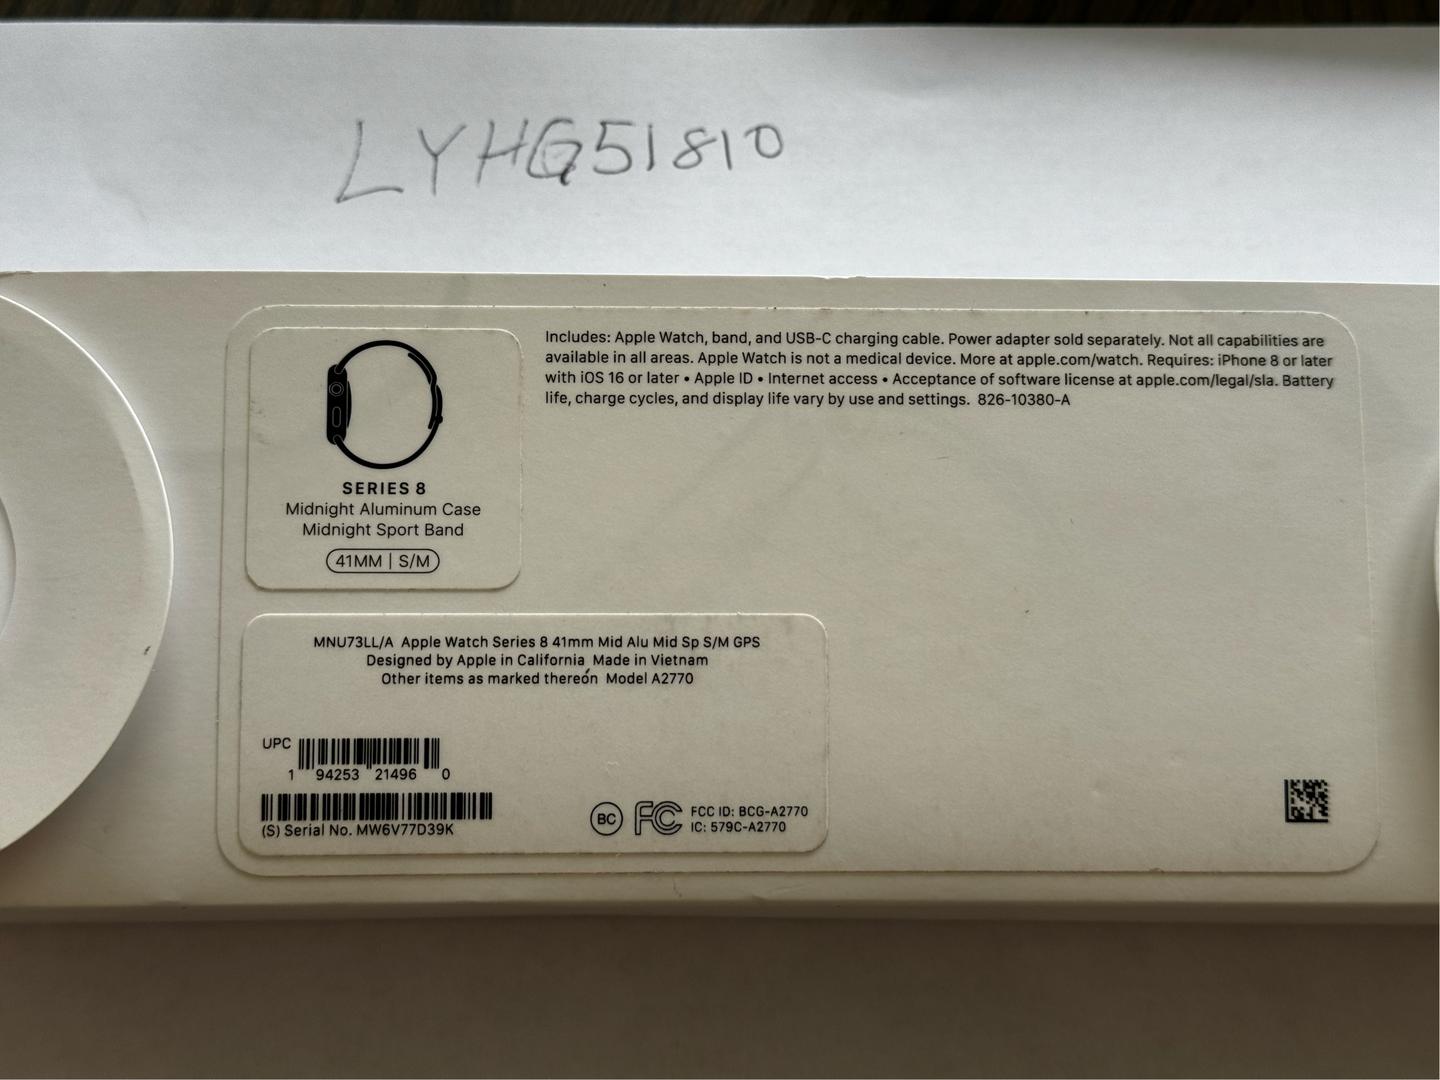 LYHG51810
Includes: Apple Watch, band, and USB-C charging cable. Power adapter sold separately. Not all capabilities are
available in all areas. Apple Watch is not a medical device. More at apple.com/watch. Requires: iPhone 8 or later
with iOS 16 or later • Apple ID • Internet access • Acceptance of software license at apple.com/legal/sla. Battery
life, charge cycles, and display life vary by use and settings. 826-10380-A
SERIES 8
Midnight Aluminum Case
Midnight Sport Band
41MM | S/M
MNU73LL/A Apple Watch Series 8 41mm Mid Alu Mid Sp S/M GPS
Designed by Apple in California Made in Vietnam
Other items as marked thereon Model A2770
UPC
1 94253 21496 0
(S) Serial No. MW6V77D39K
BC FC FCC ID: BCG-A2770
IC: 579C-A2770